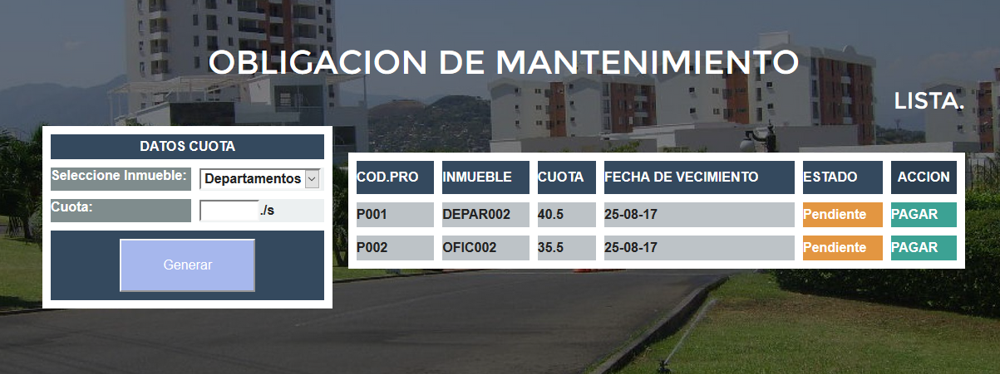 OBLIGACION DE MANTENIMIENTO
LISTA.
DATOS CUOTA
Seleccione Inmueble: Departamentos
Cuota: ./s
Generar
COD.PRO INMUEBLE CUOTA FECHA DE VECIMIENTO ESTADO ACCION
P001 DEPAR002 40.5 25-08-17 Pendiente PAGAR
P002 OFIC002 35.5 25-08-17 Pendiente PAGAR